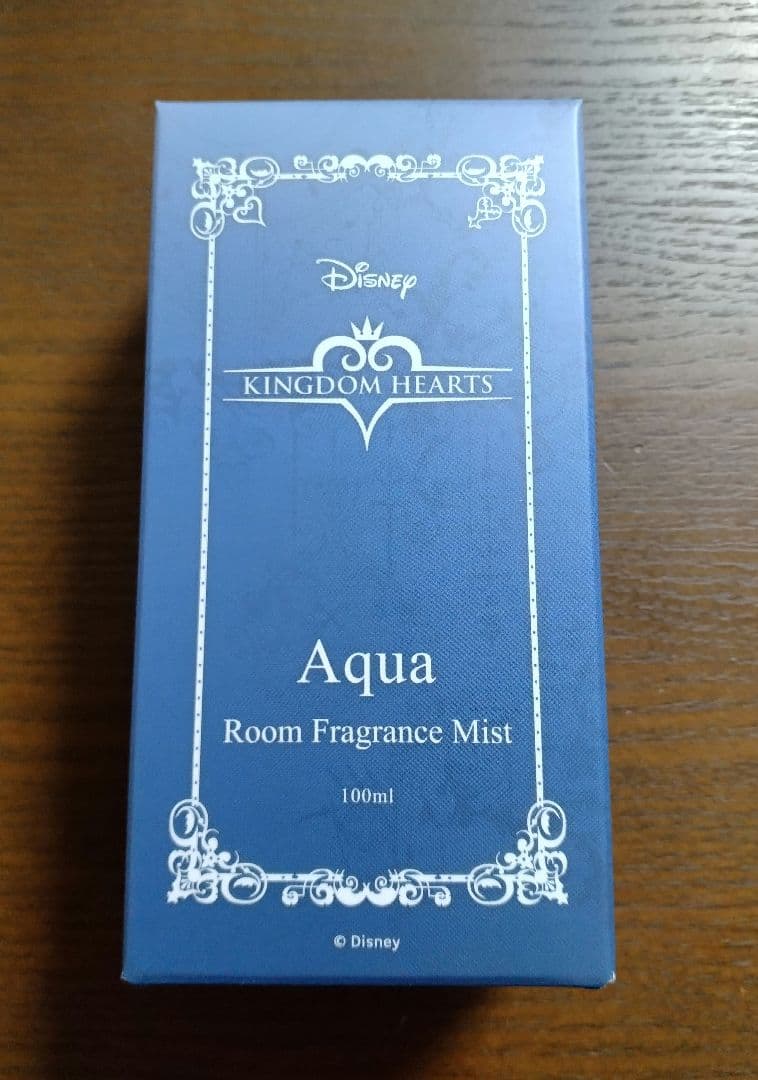 Disney
KINGDOM HEARTS
Aqua
Room Fragrance Mist
100ml
© Disney